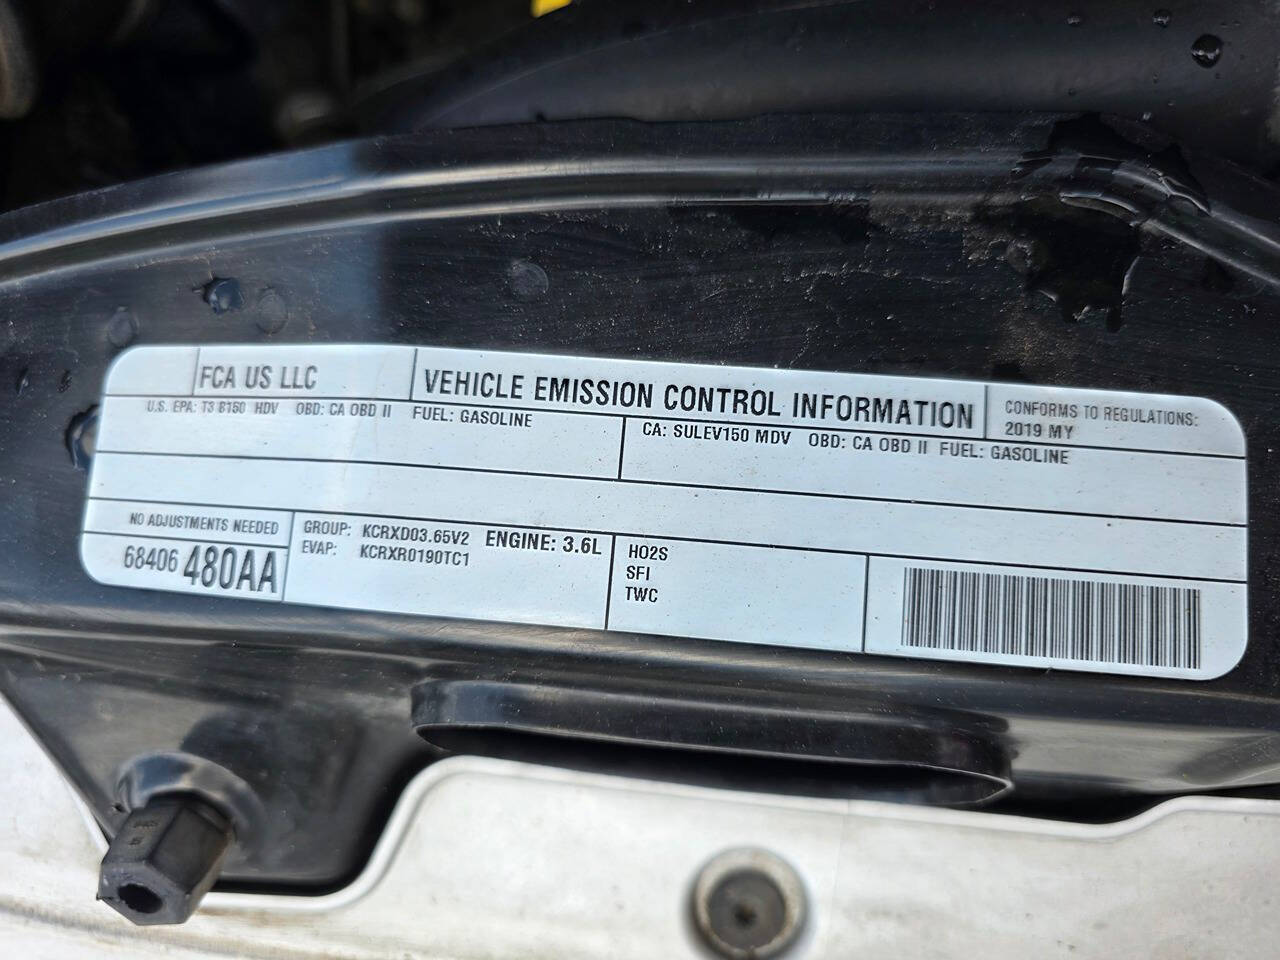 FCA US LLC
VEHICLE EMISSION CONTROL INFORMATION
CONFORMS TO REGULATIONS:
2019 MY
U.S. EPA: T3 B150 HDV OBD: CA OBD II FUEL: GASOLINE
CA: SULEV150 MDV OBD: CA OBD II FUEL: GASOLINE
NO ADJUSTMENTS NEEDED
68406 480AA
GROUP: KCRXD03.65V2 ENGINE: 3.6L
EVAP: KCRXR0190TC1
HO2S
SFI
TWC